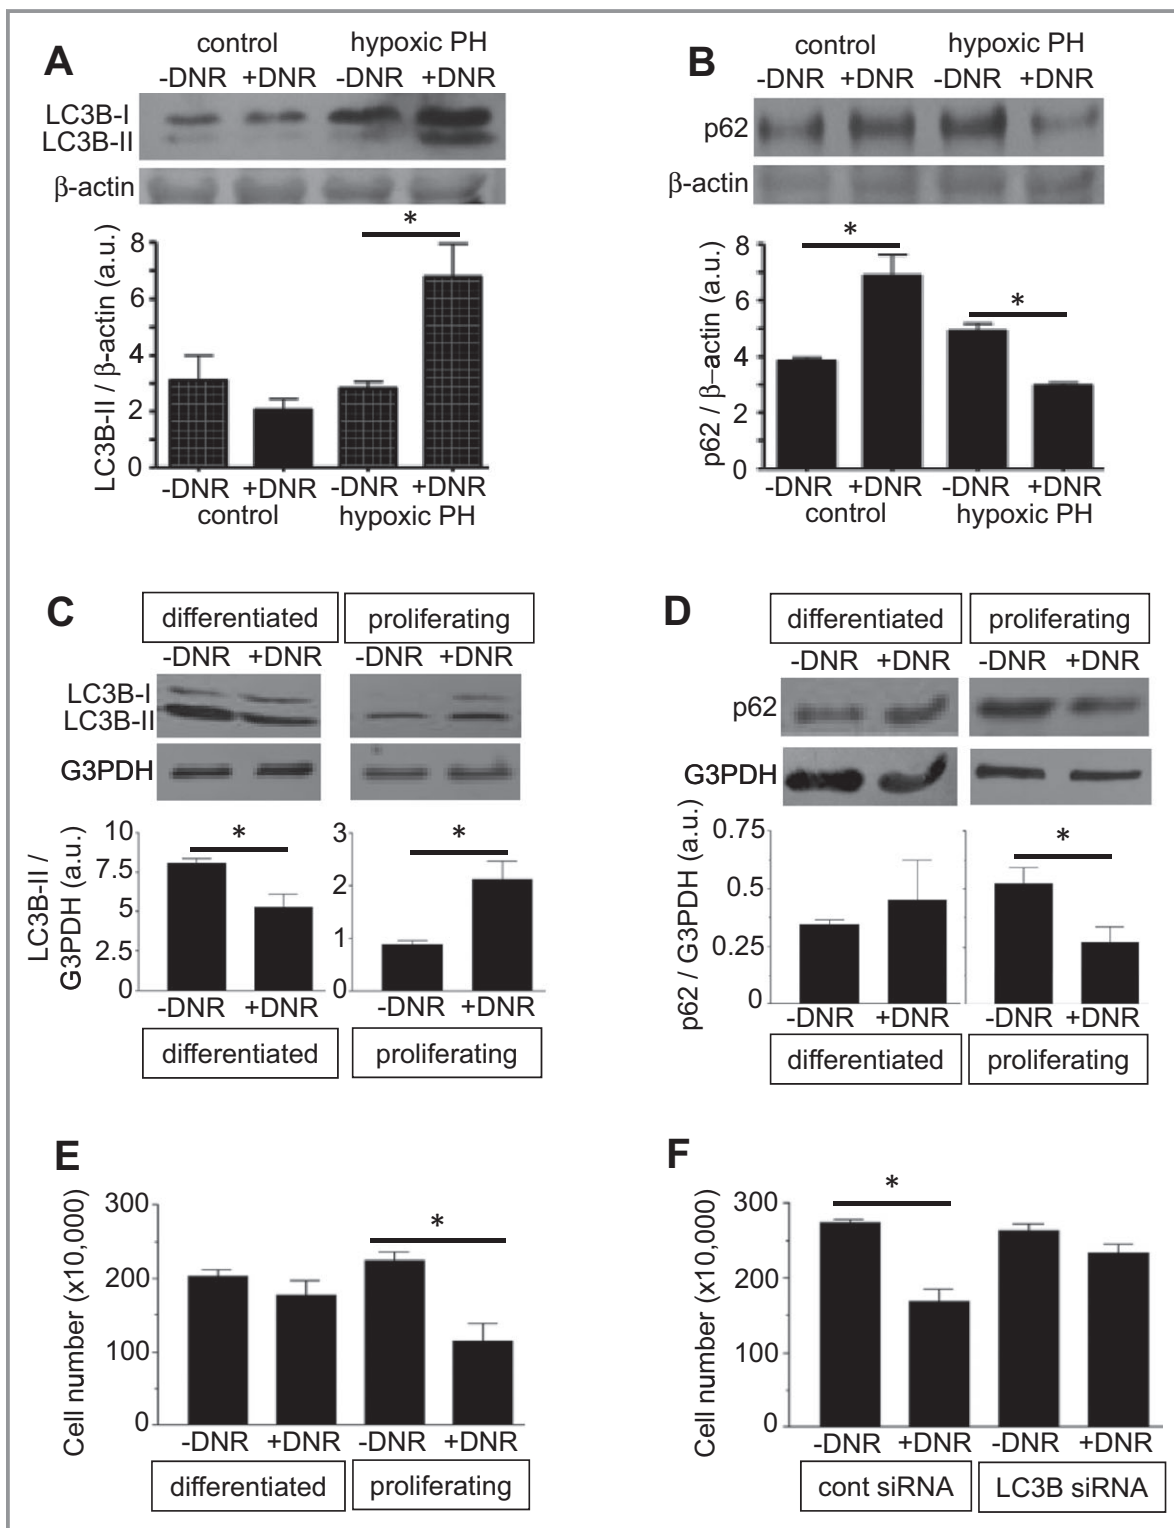 A
control hypoxic PH
-DNR +DNR -DNR +DNR
LC3B-I
LC3B-II
β-actin
*
LC3B-II / β-actin (a.u.)
8
6
4
2
0
-DNR +DNR -DNR +DNR
control hypoxic PH
B
control hypoxic PH
-DNR +DNR -DNR +DNR
p62
β-actin
* *
p62 / β–actin (a.u.)
8
6
4
2
0
-DNR +DNR -DNR +DNR
control hypoxic PH
C
differentiated proliferating
-DNR +DNR -DNR +DNR
LC3B-I
LC3B-II
G3PDH
* *
LC3B-II /
G3PDH (a.u.)
10
7.5
5
2.5
0
3
2
1
0
-DNR +DNR -DNR +DNR
differentiated proliferating
D
differentiated proliferating
-DNR +DNR -DNR +DNR
p62
G3PDH
*
p62 / G3PDH (a.u.)
0.75
0.5
0.25
0
-DNR +DNR -DNR +DNR
differentiated proliferating
E
*
Cell number (x10,000)
300
200
100
0
-DNR +DNR -DNR +DNR
differentiated proliferating
F
*
Cell number (x10,000)
300
200
100
0
-DNR +DNR -DNR +DNR
cont siRNA LC3B siRNA